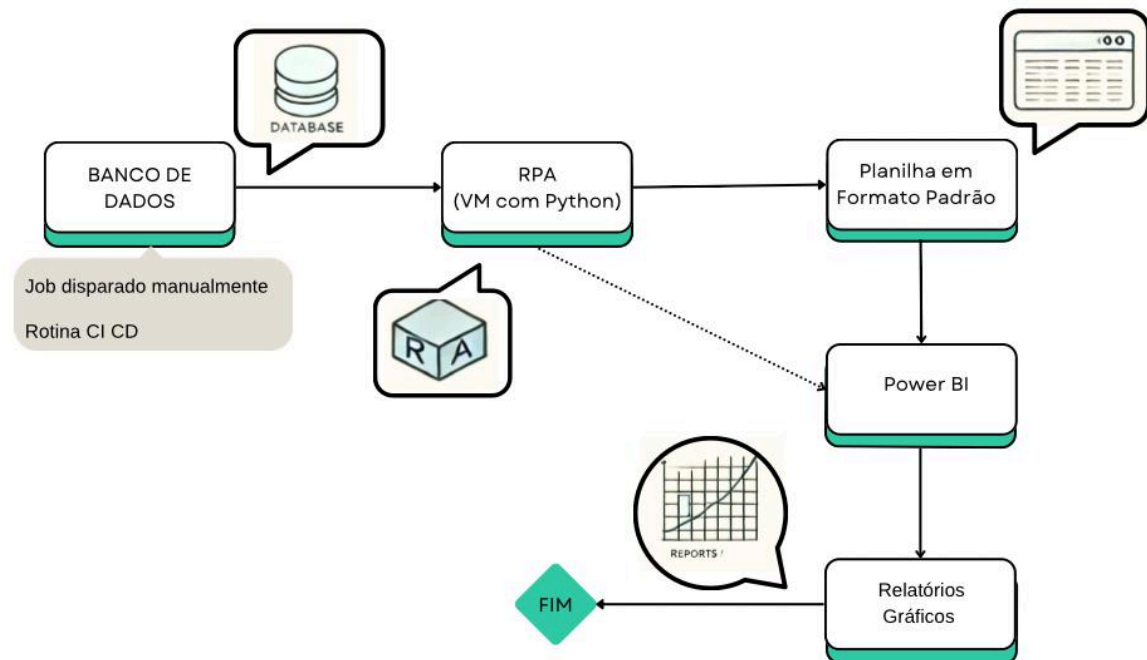 DATABASE
BANCO DE
DADOS
RPA
(VM com Python)
Planilha em
Formato Padrão
Job disparado manualmente
Rotina CI CD
R A
Power BI
REPORTS /
Relatórios
Gráficos
FIM